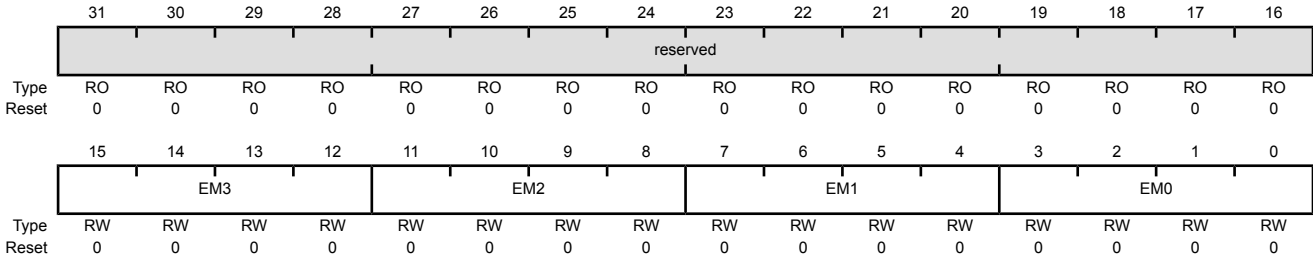 31 30 29 28 27 26 25 24 23 22 21 20 19 18 17 16
reserved
Type RO RO RO RO RO RO RO RO RO RO RO RO RO RO RO RO
Reset 0 0 0 0 0 0 0 0 0 0 0 0 0 0 0 0
15 14 13 12 11 10 9 8 7 6 5 4 3 2 1 0
EM3 EM2 EM1 EM0
Type RW RW RW RW RW RW RW RW RW RW RW RW RW RW RW RW
Reset 0 0 0 0 0 0 0 0 0 0 0 0 0 0 0 0